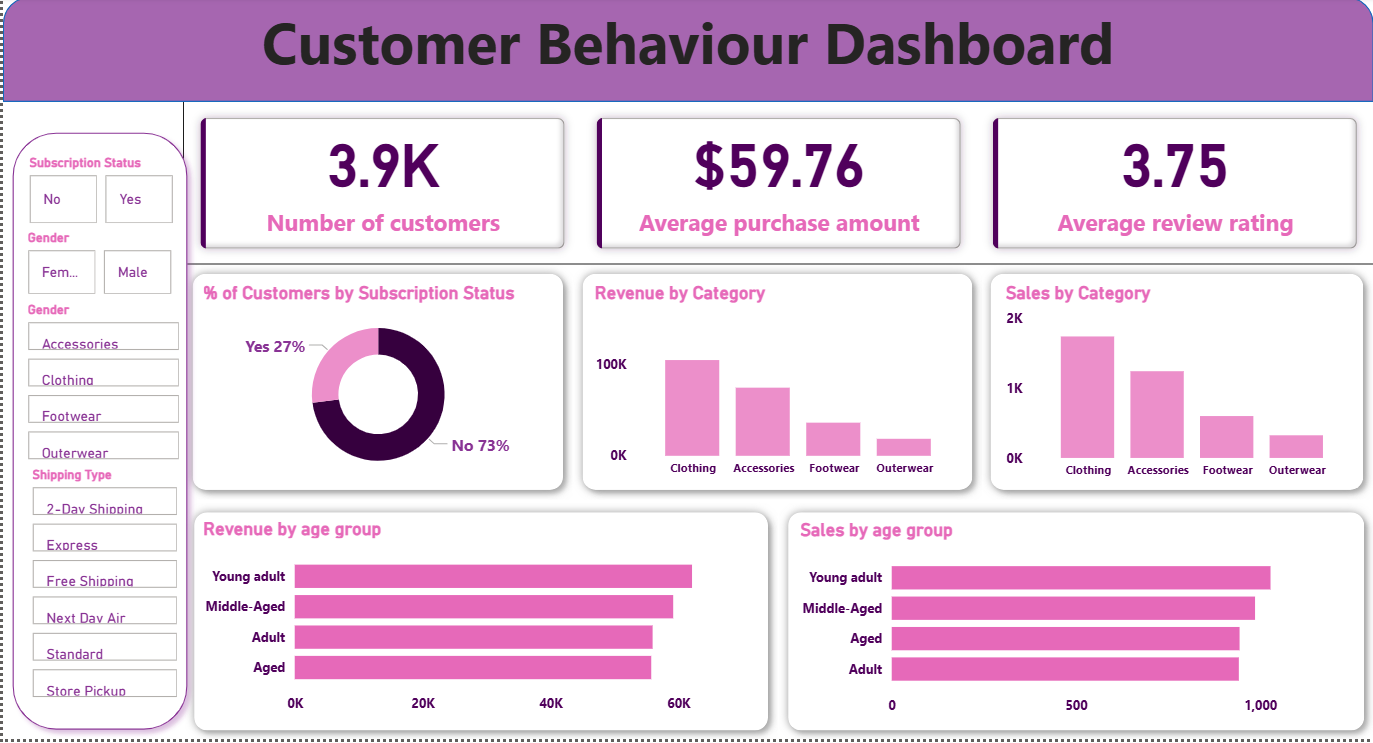 Customer Behaviour Dashboard
Subscription Status
No
Yes
Gender
Fem...
Male
Gender
Accessories
Clothing
Footwear
Outerwear
Shipping Type
2-Day Shipping
Express
Free Shipping
Next Day Air
Standard
Store Pickup
3.9K
Number of customers
$59.76
Average purchase amount
3.75
Average review rating
% of Customers by Subscription Status
Yes 27%
No 73%
Revenue by Category
100K
0K
Clothing Accessories Footwear Outerwear
Sales by Category
2K
1K
0K
Clothing Accessories Footwear Outerwear
Revenue by age group
Young adult
Middle-Aged
Adult
Aged
0K 20K 40K 60K
Sales by age group
Young adult
Middle-Aged
Aged
Adult
0 500 1,000